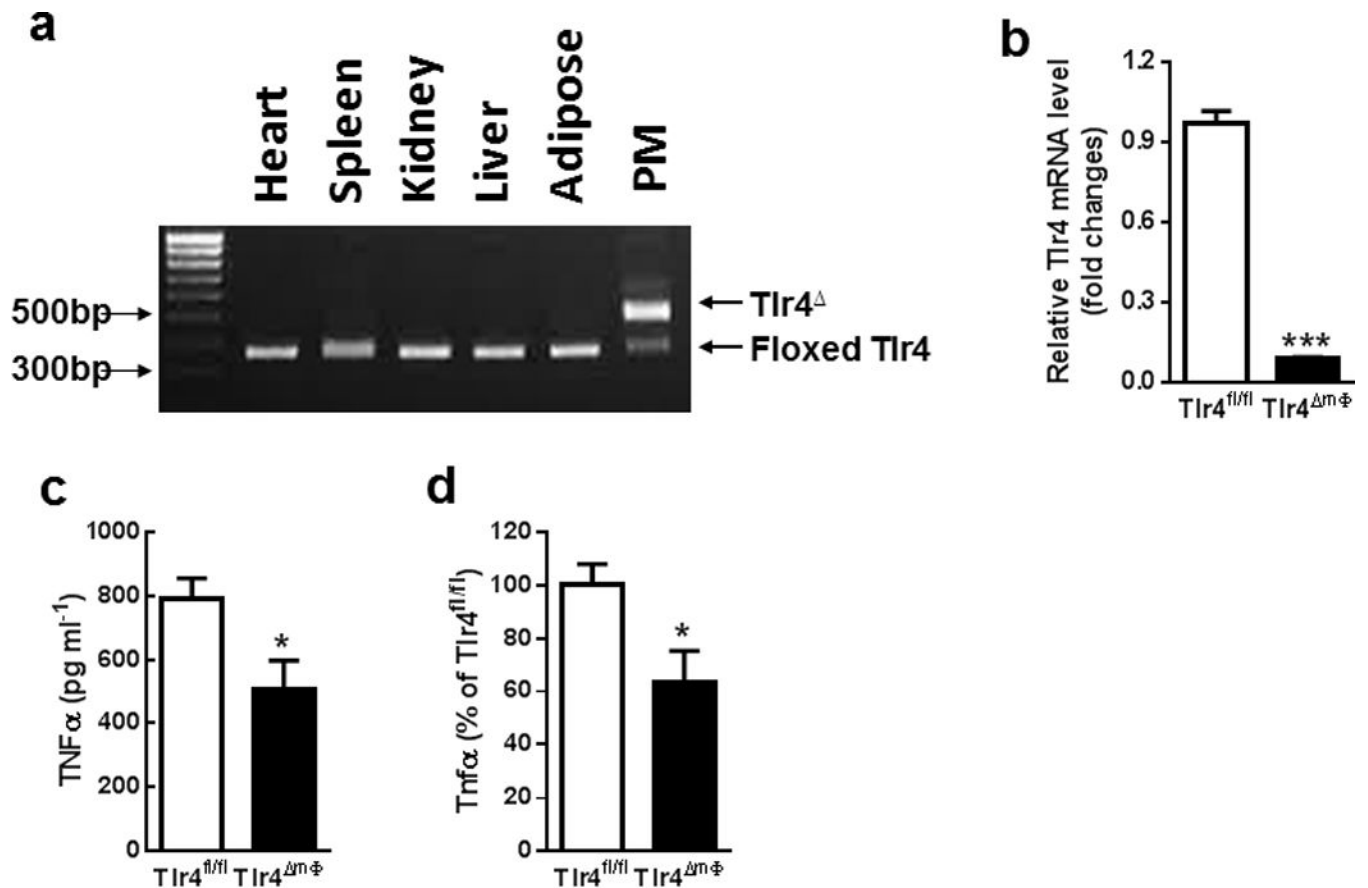 a
Heart
Spleen
Kidney
Liver
Adipose
PM
500bp
300bp
Tlr4Δ
Floxed Tlr4
b
Relative Tlr4 mRNA level
(fold changes)
1.2
0.9
0.6
0.3
0.0
***
Tlr4fl/fl Tlr4ΔmΦ
c
TNFα (pg ml-1)
1000
800
600
400
200
0
*
Tlr4fl/fl Tlr4ΔmΦ
d
Tnfα (% of Tlr4fl/fl)
120
100
80
60
40
20
0
*
Tlr4fl/fl Tlr4ΔmΦ